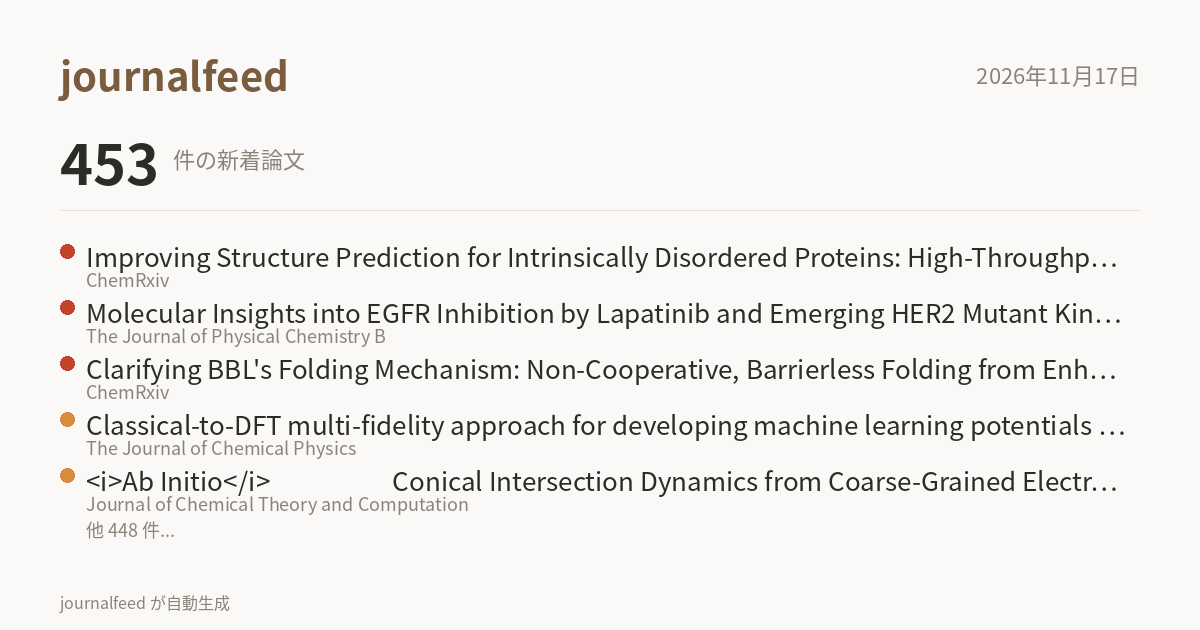 journalfeed
2026年11月17日
453 件の新着論文
Improving Structure Prediction for Intrinsically Disordered Proteins: High-Throughp…
ChemRxiv
Molecular Insights into EGFR Inhibition by Lapatinib and Emerging HER2 Mutant Kin…
The Journal of Physical Chemistry B
Clarifying BBL's Folding Mechanism: Non-Cooperative, Barrierless Folding from Enh…
ChemRxiv
Classical-to-DFT multi-fidelity approach for developing machine learning potentials …
The Journal of Chemical Physics
<i>Ab Initio</i> Conical Intersection Dynamics from Coarse-Grained Electr…
Journal of Chemical Theory and Computation
他 448 件...
journalfeed が自動生成